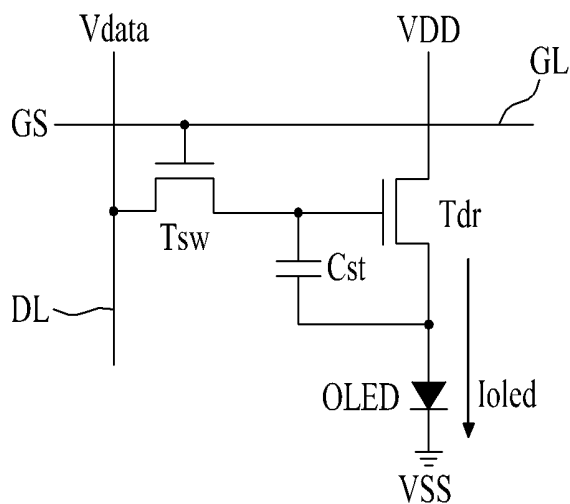 Vdata
VDD
GL
GS
Tsw
Tdr
Cst
DL
OLED
Ioled
VSS